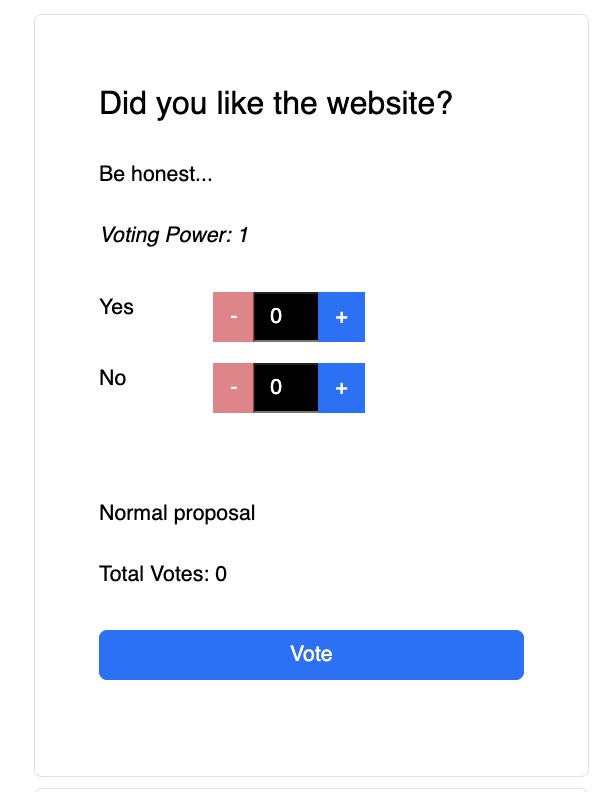 Did you like the website?
Be honest...
Voting Power: 1
Yes - 0 +
No - 0 +
Normal proposal
Total Votes: 0
Vote